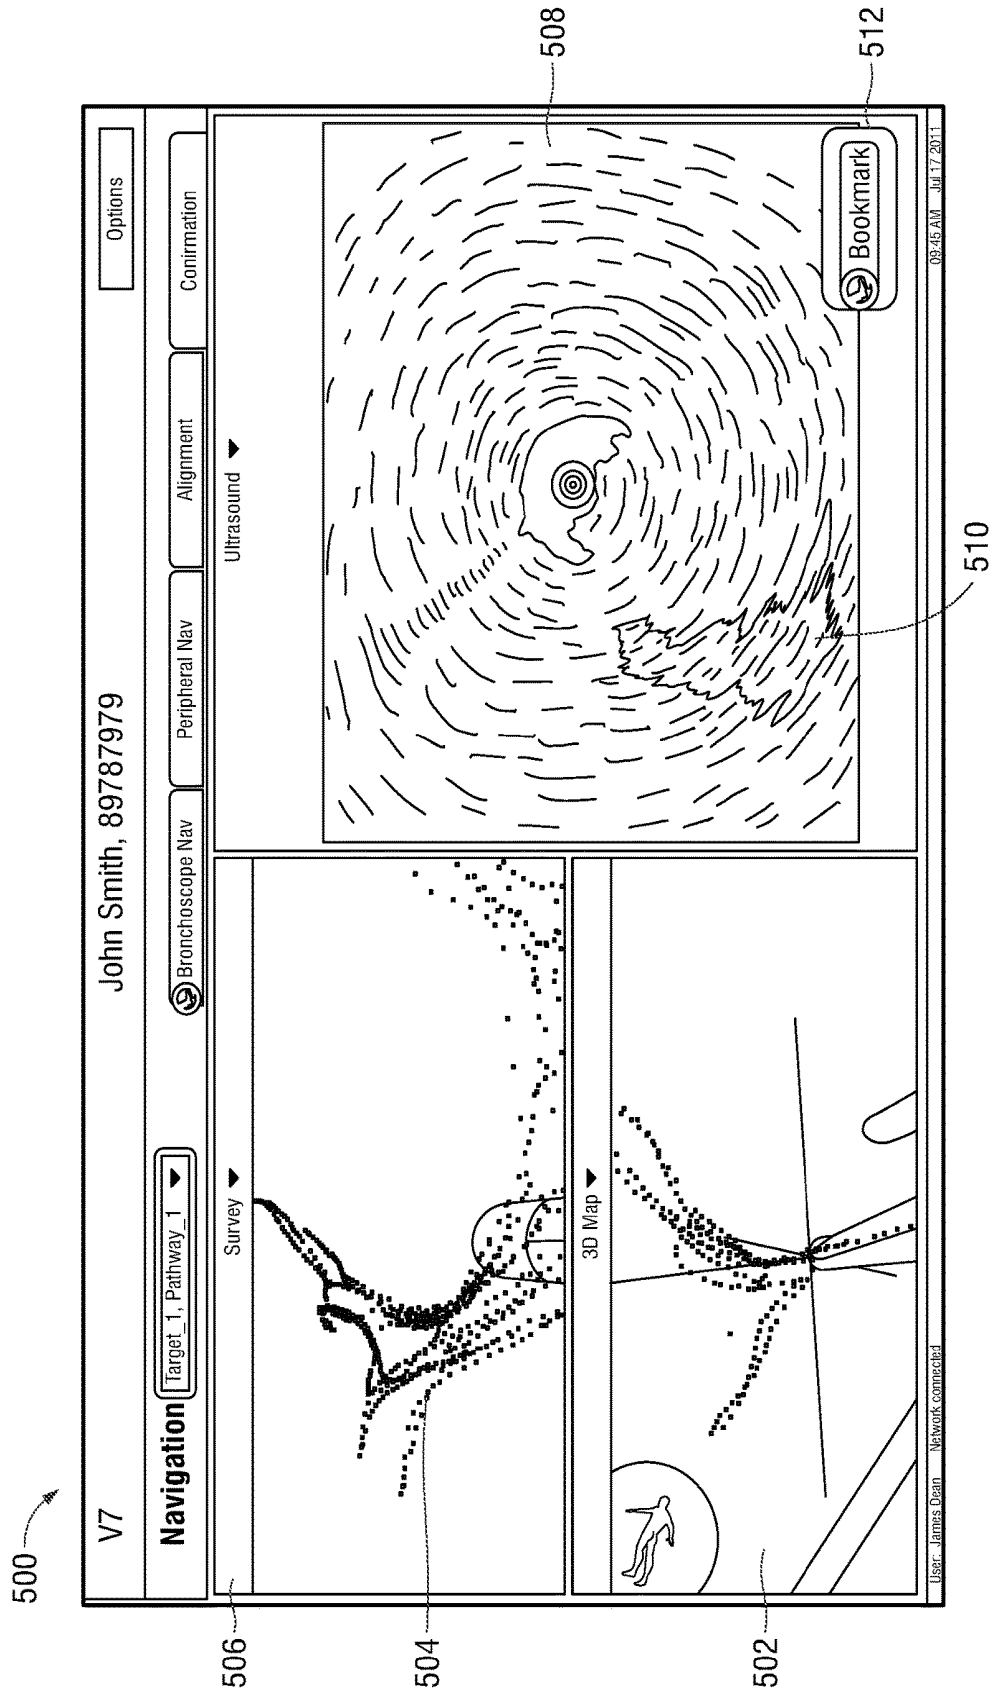 500
V7
John Smith, 89787979
Options
Navigation
Target_1, Pathway_1
Bronchoscope Nav
Peripheral Nav
Alignment
Conirmation
506
Survey
Ultrasound
508
504
3D Map
502
Bookmark
512
User: James Dean
Network connected
09:45 AM
Jul 17 2011
510